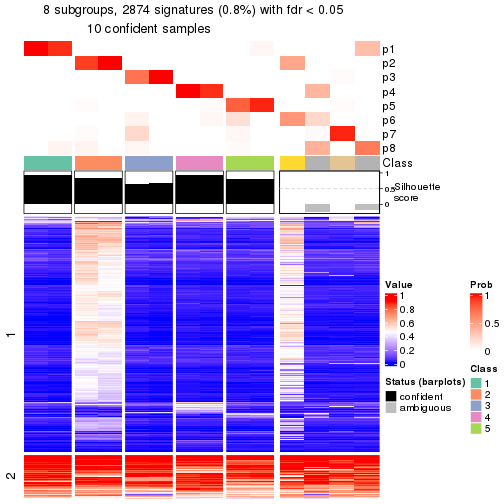 8 subgroups, 2874 signatures (0.8%) with fdr < 0.05
10 confident samples
p1
p2
p3
p4
p5
p6
p7
p8
Class
1
0.5
0
Silhouette
score
1
2
Value
1
0.8
0.6
0.4
0.2
0
Status (barplots)
confident
ambiguous
Prob
1
0.5
0
Class
1
2
3
4
5